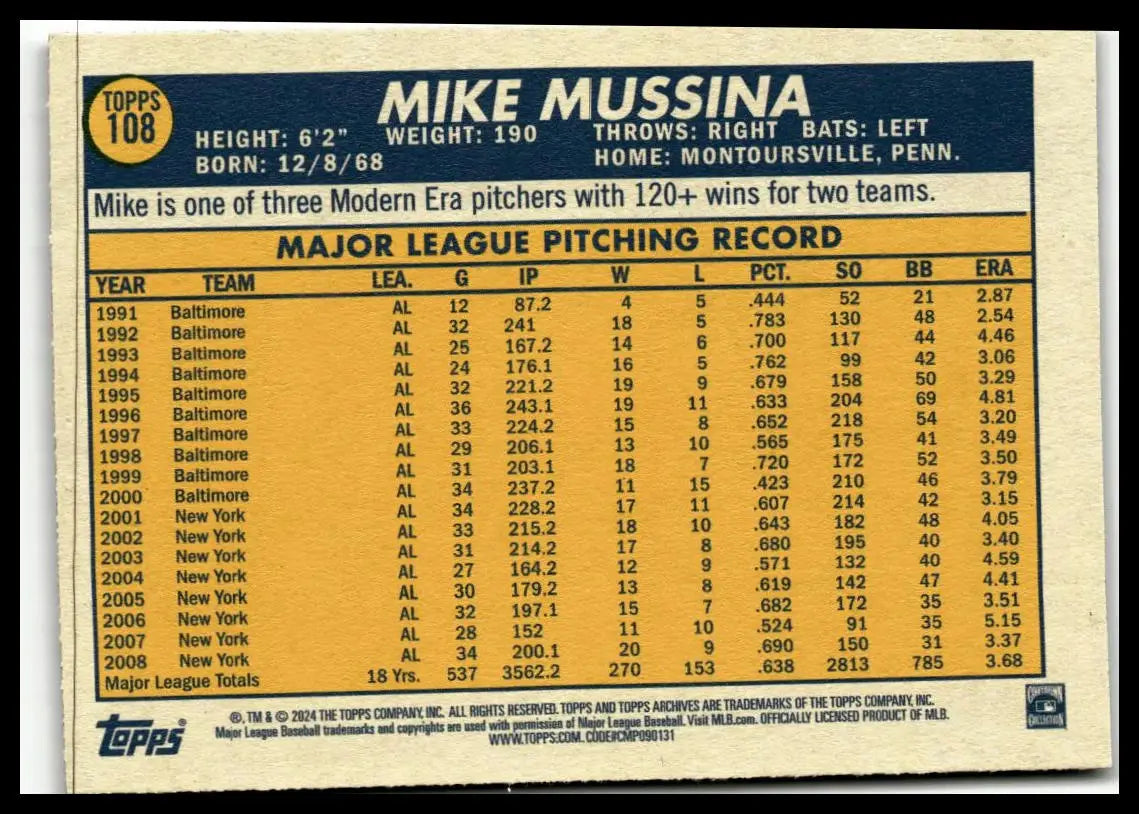 TOPPS
108
MIKE MUSSINA
HEIGHT: 6'2" WEIGHT: 190 THROWS: RIGHT BATS: LEFT
BORN: 12/8/68 HOME: MONTOURSVILLE, PENN.
Mike is one of three Modern Era pitchers with 120+ wins for two teams.
MAJOR LEAGUE PITCHING RECORD
YEAR TEAM LEA. G IP W L PCT. SO BB ERA
1991 Baltimore AL 12 87.2 4 5 .444 52 21 2.87
1992 Baltimore AL 32 241 18 5 .783 130 48 2.54
1993 Baltimore AL 25 167.2 14 6 .700 117 44 4.46
1994 Baltimore AL 24 176.1 16 5 .762 99 42 3.06
1995 Baltimore AL 32 221.2 19 9 .679 158 50 3.29
1996 Baltimore AL 36 243.1 19 11 .633 204 69 4.81
1997 Baltimore AL 33 224.2 15 8 .652 218 54 3.20
1998 Baltimore AL 29 206.1 13 10 .565 175 41 3.49
1999 Baltimore AL 31 203.1 18 7 .720 172 52 3.50
2000 Baltimore AL 34 237.2 11 15 .423 210 46 3.79
2001 New York AL 34 228.2 17 11 .607 214 42 3.15
2002 New York AL 33 215.2 18 10 .643 182 48 4.05
2003 New York AL 31 214.2 17 8 .680 195 40 3.40
2004 New York AL 27 164.2 12 9 .571 132 40 4.59
2005 New York AL 30 179.2 13 8 .619 142 47 4.41
2006 New York AL 32 197.1 15 7 .682 172 35 3.51
2007 New York AL 28 152 11 10 .524 91 35 5.15
2008 New York AL 34 200.1 20 9 .690 150 31 3.37
Major League Totals 18 Yrs. 537 3562.2 270 153 .638 2813 785 3.68
Topps®
®, TM & © 2024 THE TOPPS COMPANY, INC. ALL RIGHTS RESERVED. TOPPS AND TOPPS ARCHIVES ARE TRADEMARKS OF THE TOPPS COMPANY, INC.
Major League Baseball trademarks and copyrights are used with permission of Major League Baseball. Visit MLB.com. OFFICIALLY LICENSED PRODUCT OF MLB.
WWW.TOPPS.COM. CODE#CMP090131
COOPERSTOWN
COLLECTION